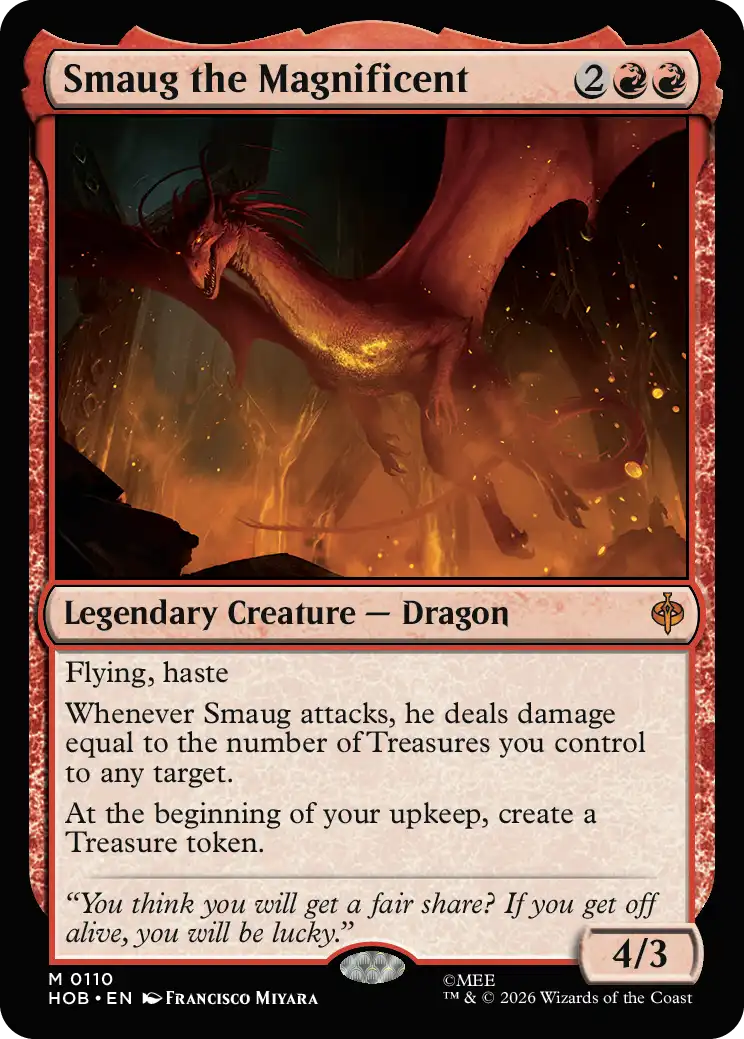 Smaug the Magnificent 2
Legendary Creature — Dragon
Flying, haste
Whenever Smaug attacks, he deals damage
equal to the number of Treasures you control
to any target.
At the beginning of your upkeep, create a
Treasure token.
“You think you will get a fair share? If you get off
alive, you will be lucky.”
4/3
M 0110
HOB • EN Francisco Miyara
©MEE
™ & © 2026 Wizards of the Coast